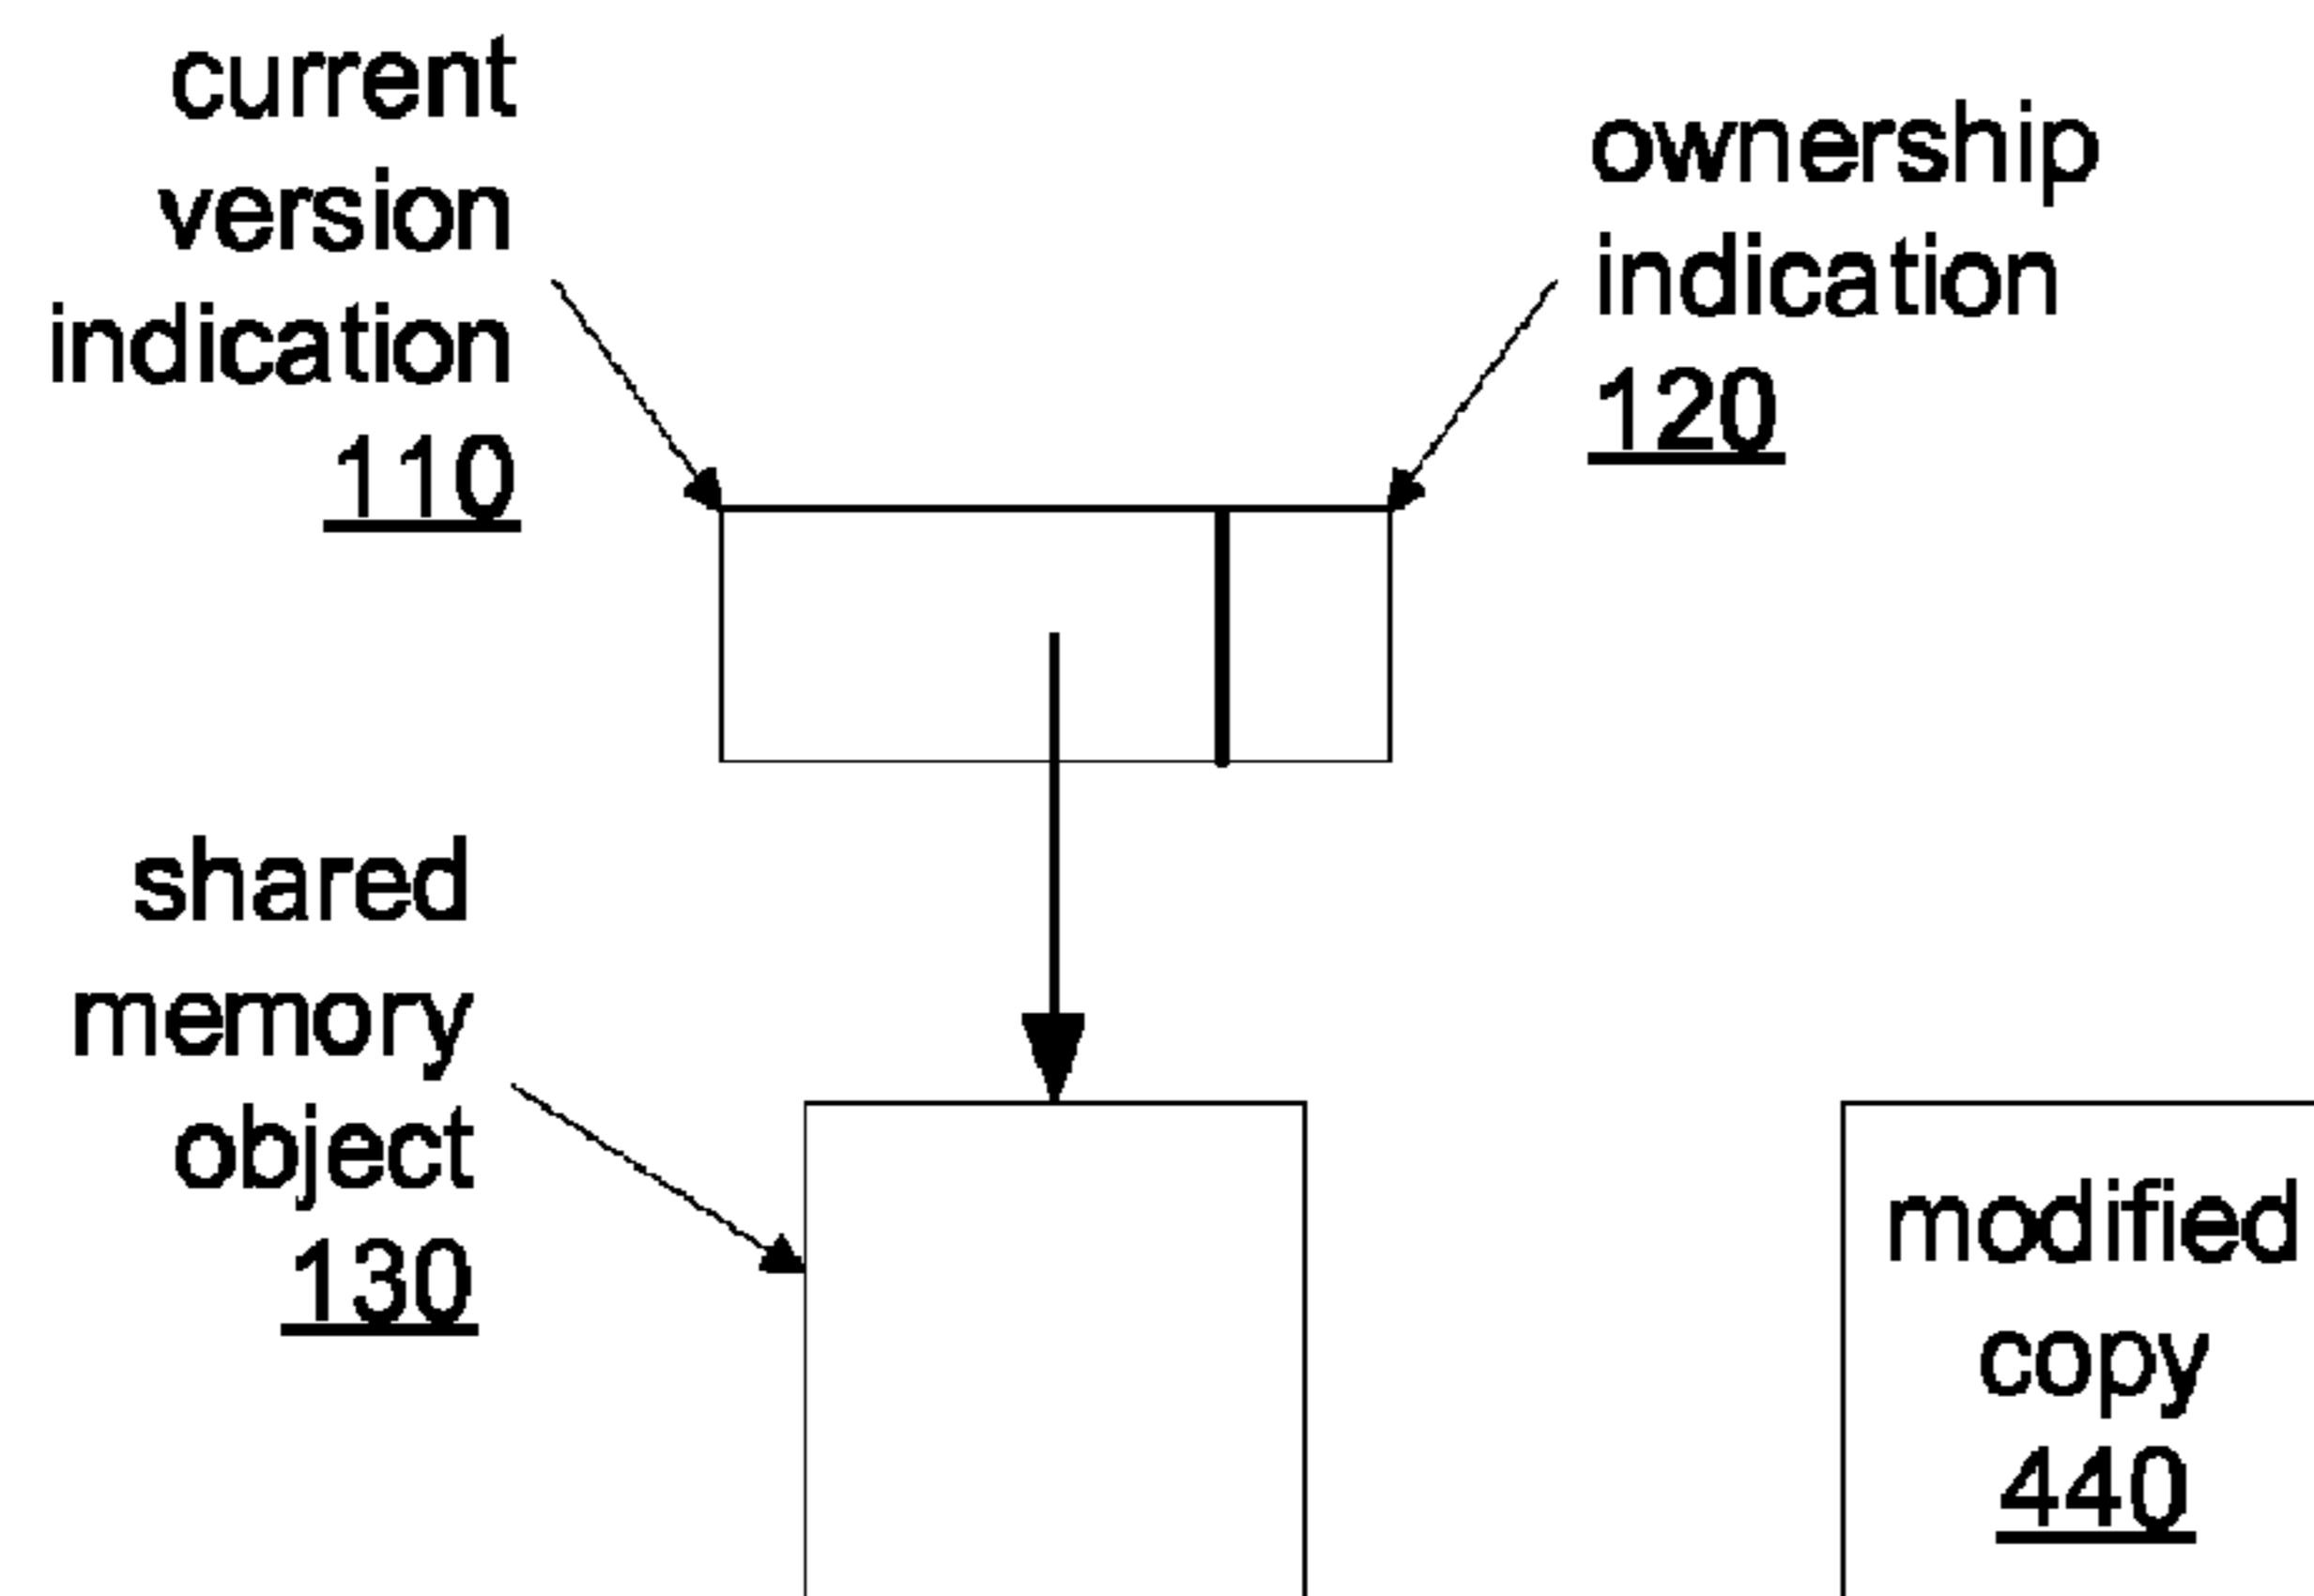 current
version
indication
110
ownership
indication
120
shared
memory
object
130
modified
copy
440